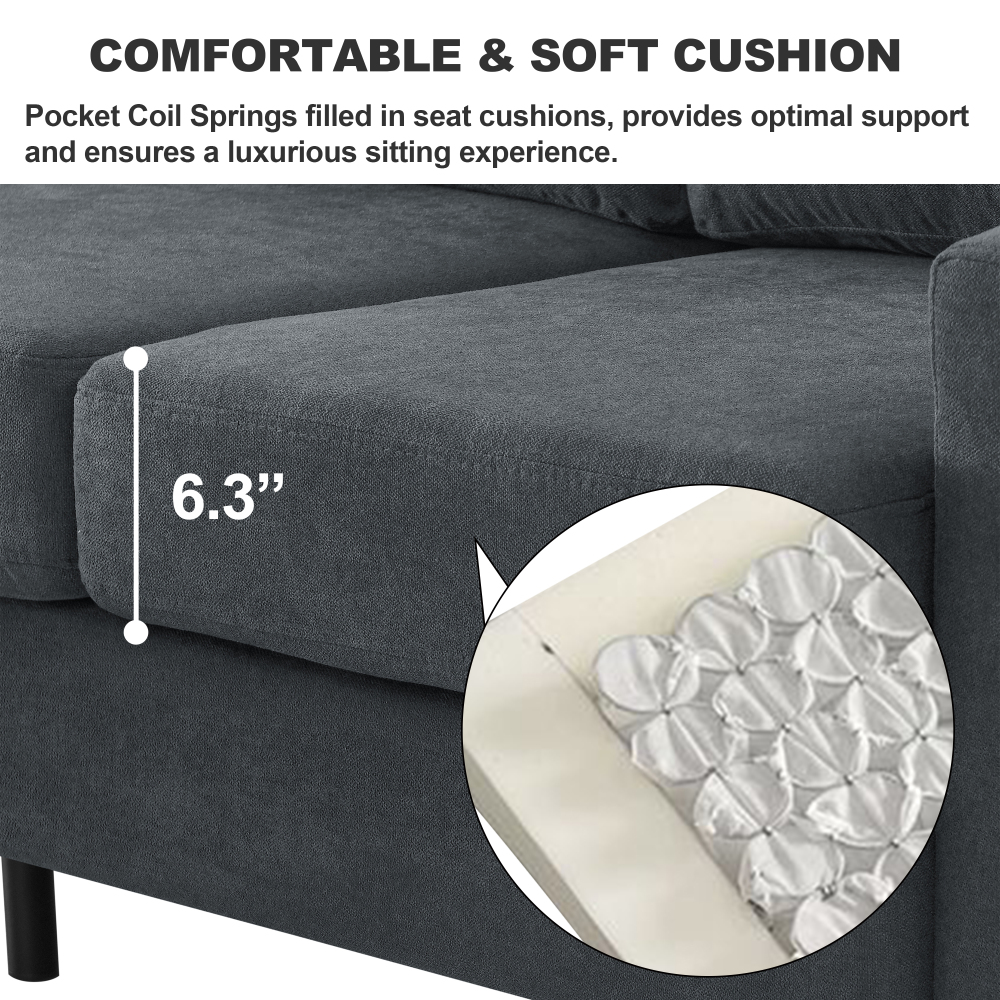 COMFORTABLE & SOFT CUSHION
Pocket Coil Springs filled in seat cushions, provides optimal support
and ensures a luxurious sitting experience.
6.3”